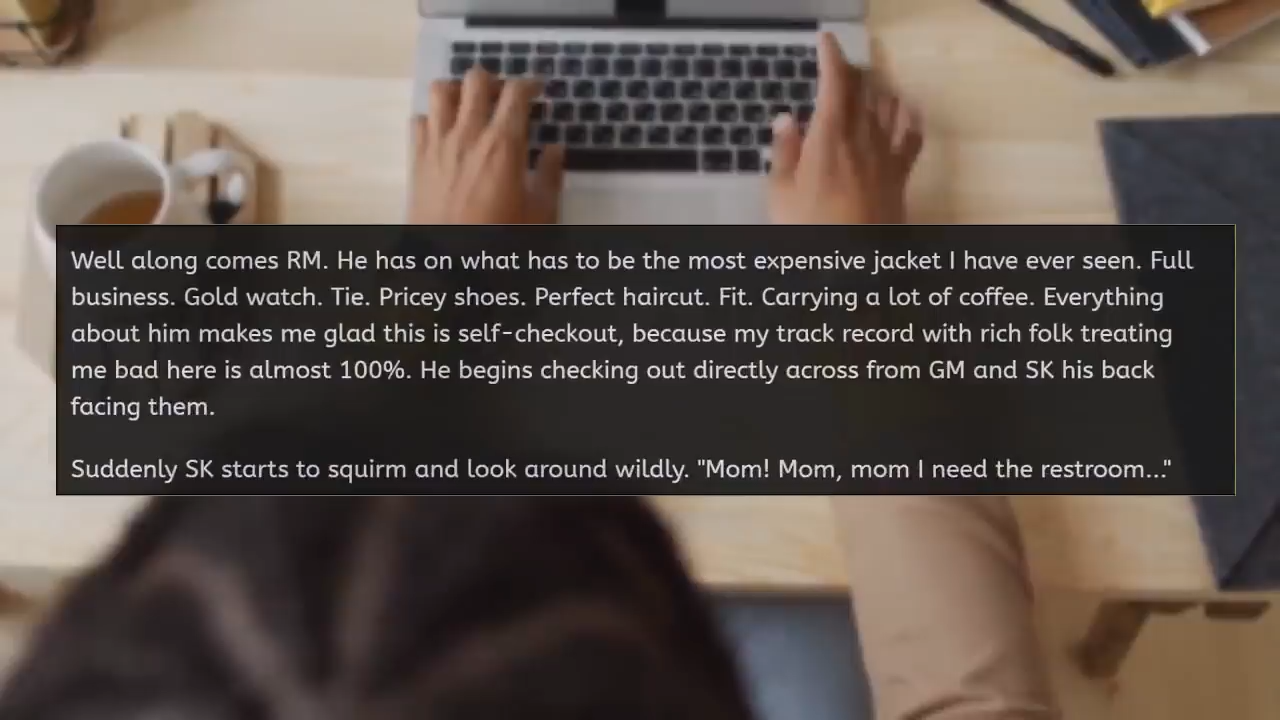 Well along comes RM. He has on what has to be the most expensive jacket I have ever seen. Full
business. Gold watch. Tie. Pricey shoes. Perfect haircut. Fit. Carrying a lot of coffee. Everything
about him makes me glad this is self-checkout, because my track record with rich folk treating
me bad here is almost 100%. He begins checking out directly across from GM and SK his back
facing them.
Suddenly SK starts to squirm and look around wildly. "Mom! Mom, mom I need the restroom..."